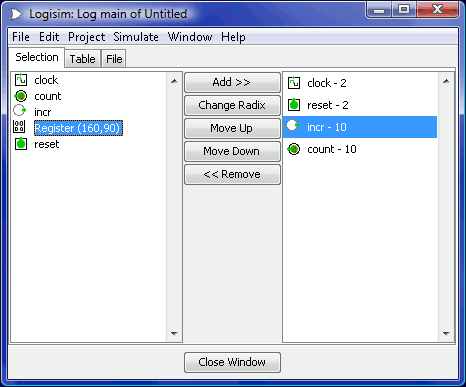 Logisim: Log main of Untitled
File Edit Project Simulate Window Help
Selection Table File
clock
count
incr
Register (160,90)
reset
Add >>
Change Radix
Move Up
Move Down
<< Remove
clock - 2
reset - 2
incr - 10
count - 10
Close Window